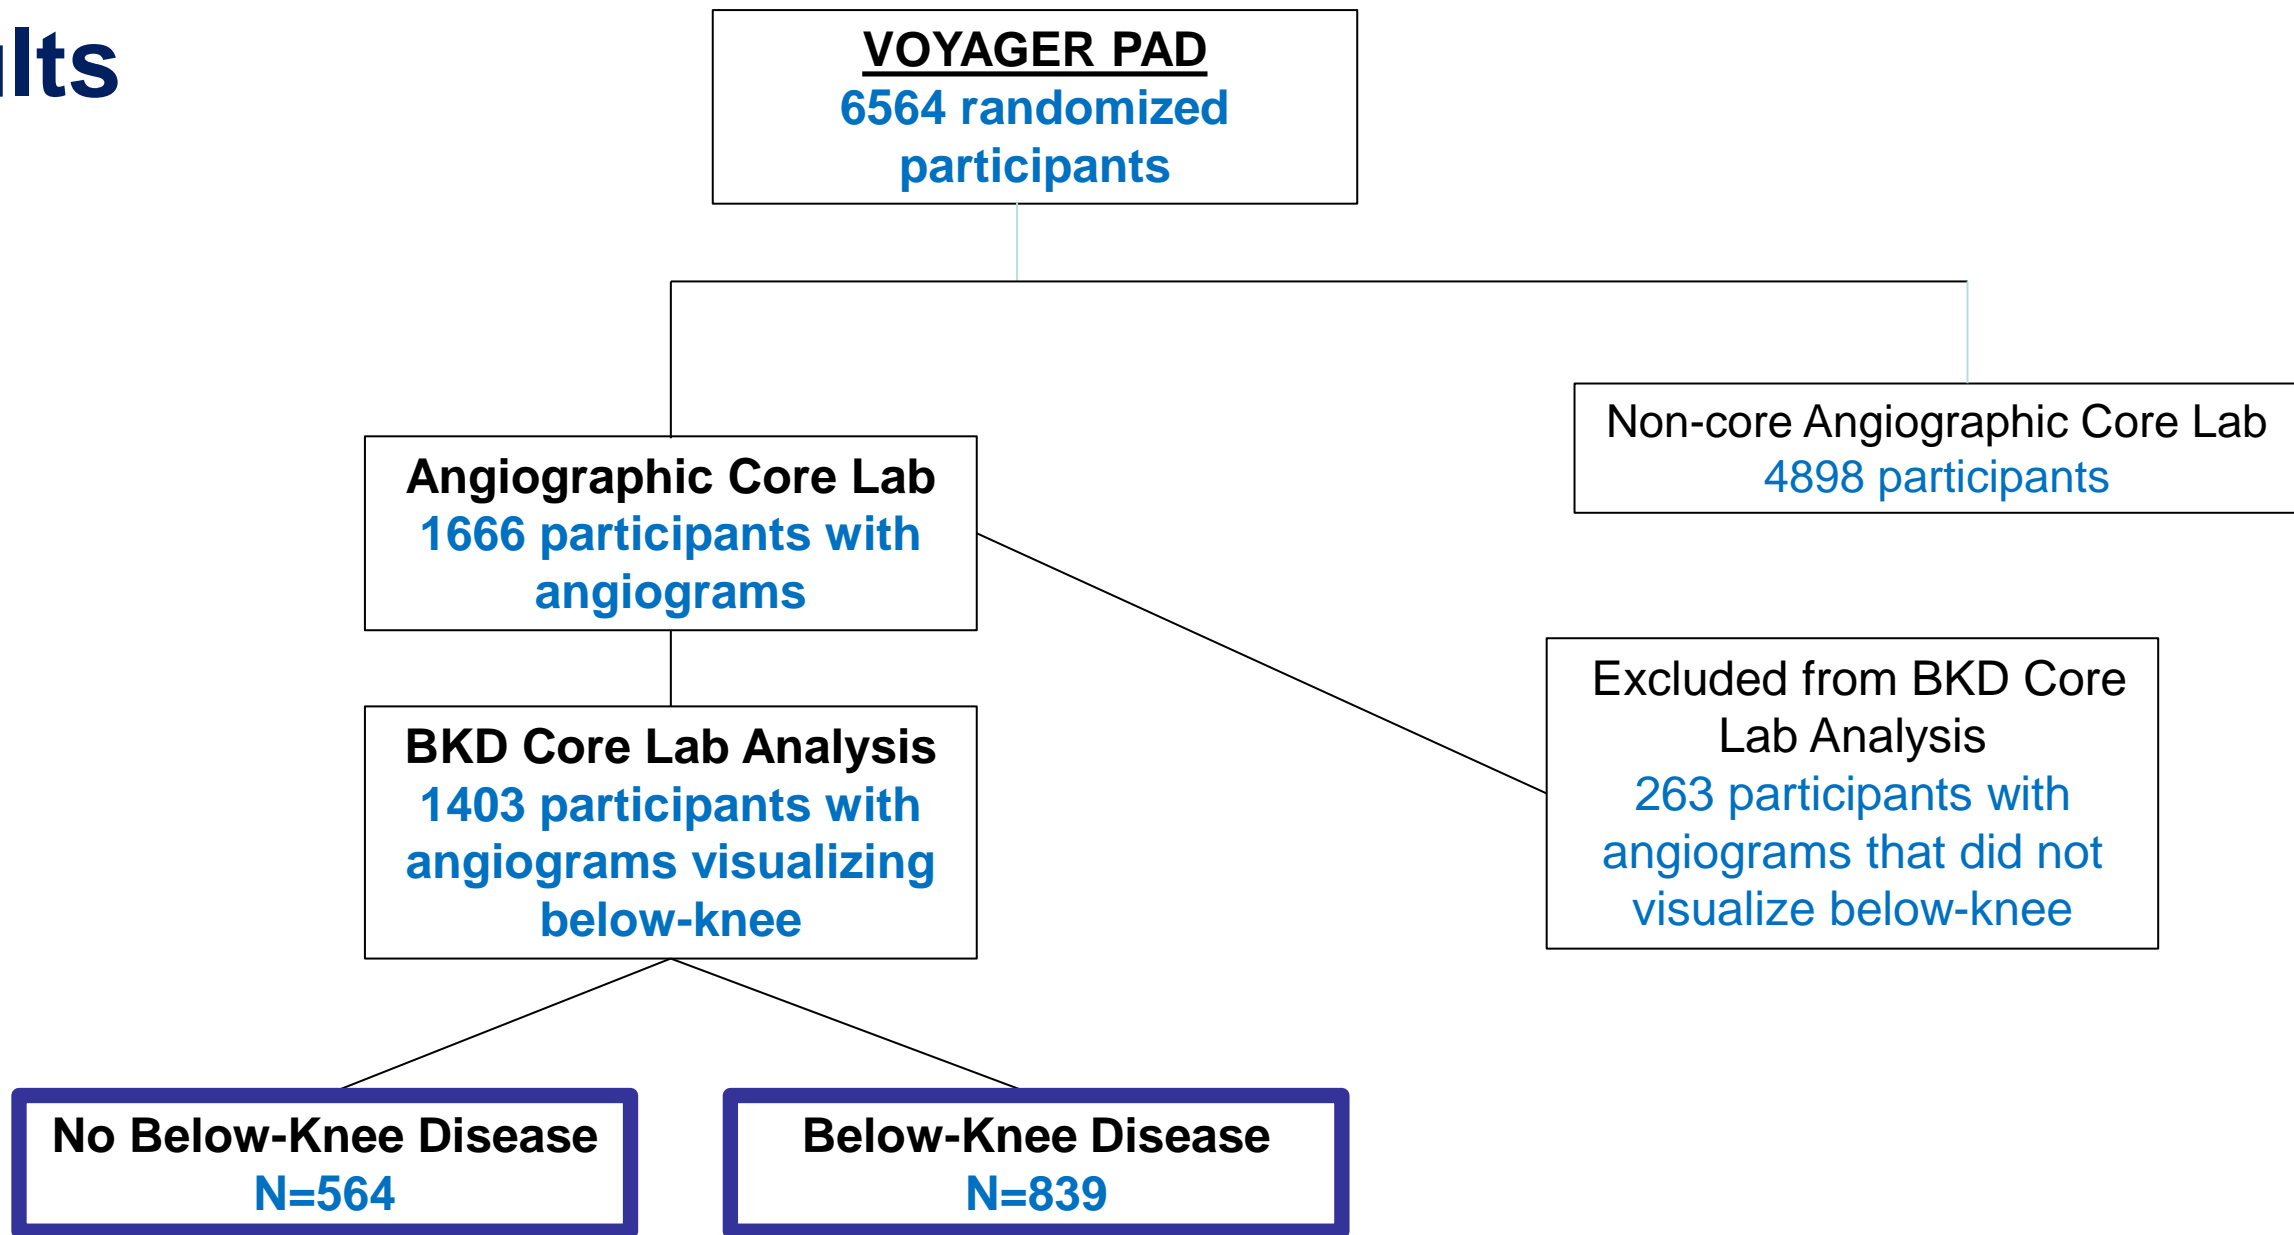 ults
VOYAGER PAD
6564 randomized
participants
Non-core Angiographic Core Lab
4898 participants
Angiographic Core Lab
1666 participants with
angiograms
Excluded from BKD Core
Lab Analysis
263 participants with
angiograms that did not
visualize below-knee
BKD Core Lab Analysis
1403 participants with
angiograms visualizing
below-knee
No Below-Knee Disease
N=564
Below-Knee Disease
N=839